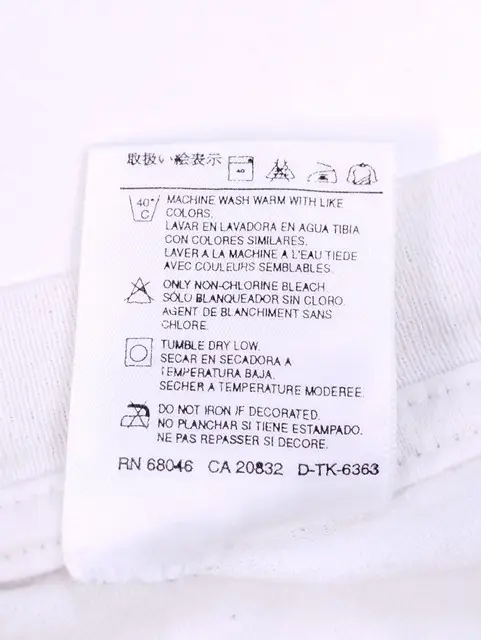 取扱い絵表示
40
40°
C
MACHINE WASH WARM WITH LIKE
COLORS.
LAVAR EN LAVADORA EN AGUA TIBIA
CON COLORES SIMILARES.
LAVER A LA MACHINE A L'EAU TIEDE
AVEC COULEURS SEMBLABLES.
ONLY NON-CHLORINE BLEACH.
SOLO BLANQUEADOR SIN CLORO.
AGENT DE BLANCHIMENT SANS
CHLORE.
TUMBLE DRY LOW.
SECAR EN SECADORA A
TEMPERATURA BAJA.
SECHER A TEMPERATURE MODEREE.
DO NOT IRON IF DECORATED.
NO PLANCHAR SI TIENE ESTAMPADO.
NE PAS REPASSER SI DECORE.
RN 68046 CA 20832 D-TK-6363